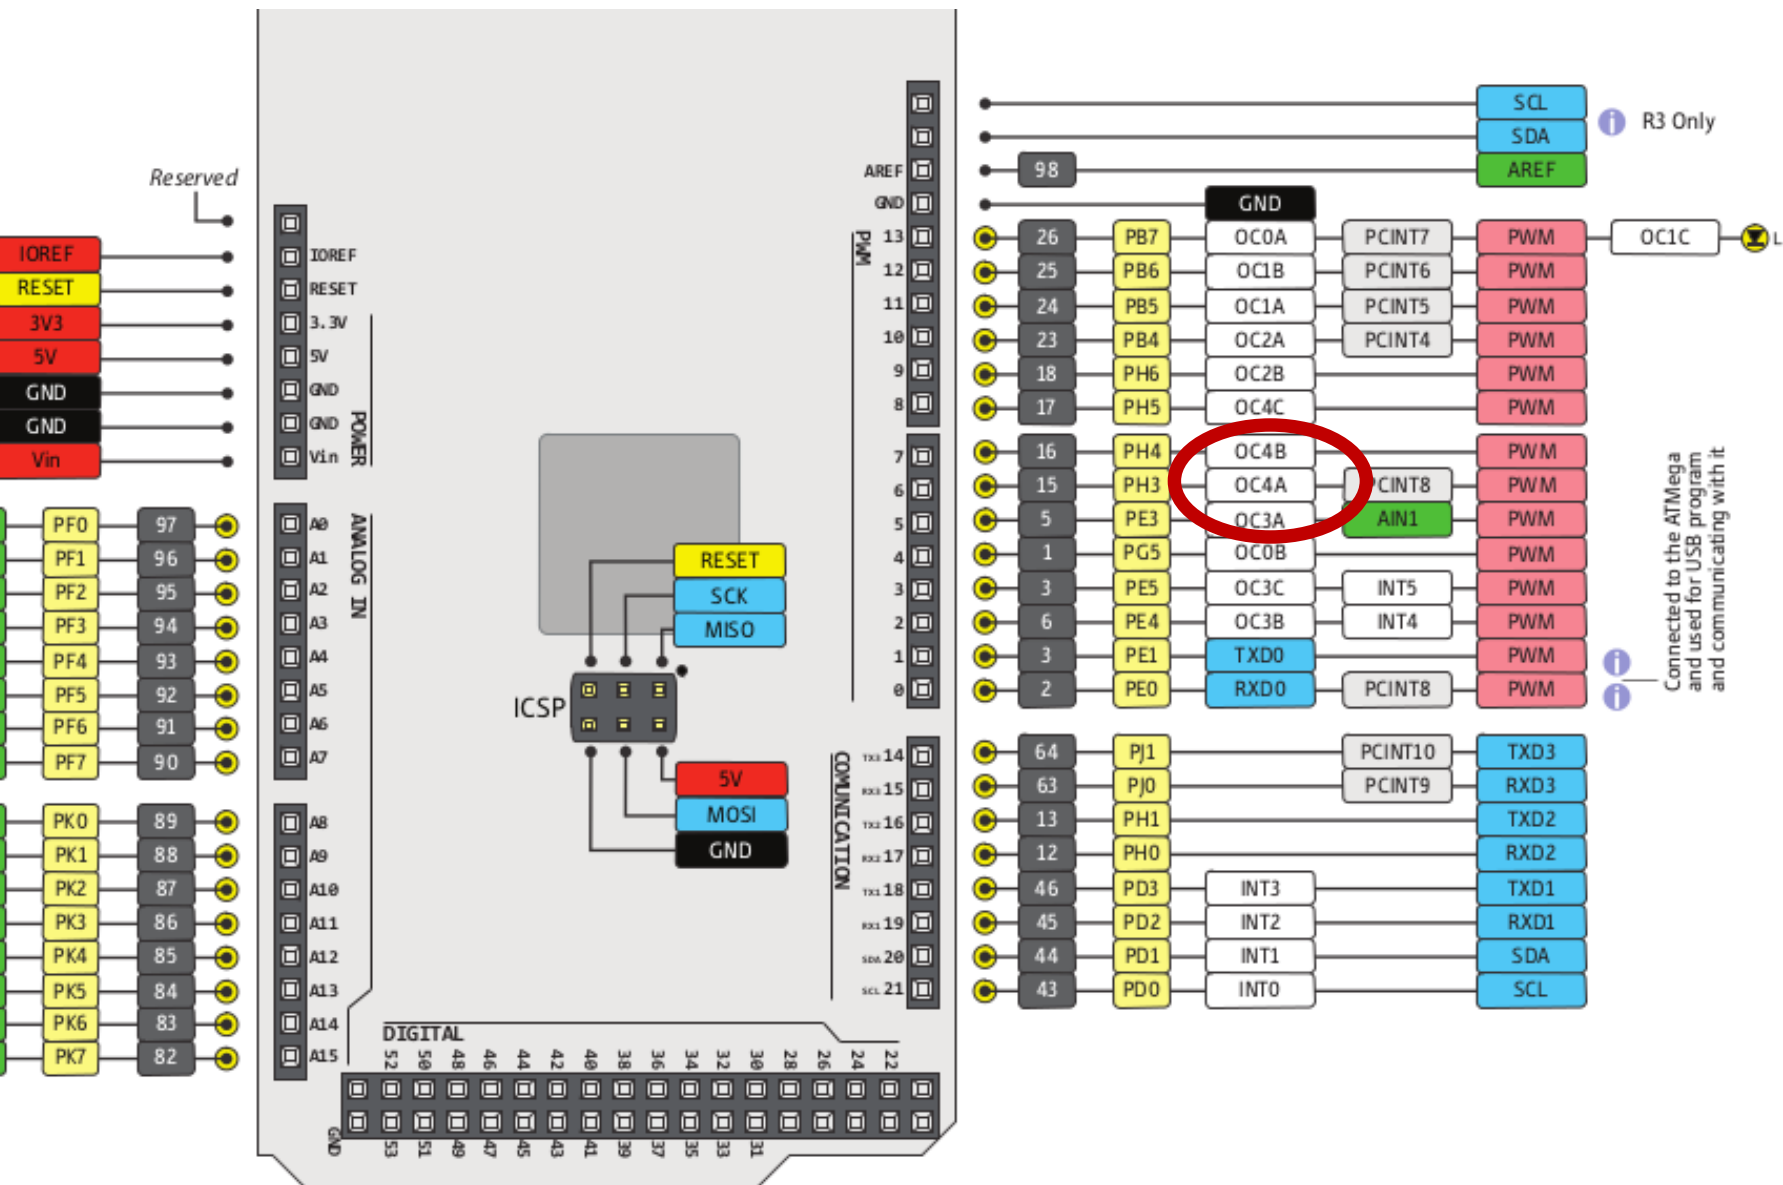 Reserved
IOREF
RESET
3V3
5V
GND
GND
Vin
PF0 97
PF1 96
PF2 95
PF3 94
PF4 93
PF5 92
PF6 91
PF7 90
PK0 89
PK1 88
PK2 87
PK3 86
PK4 85
PK5 84
PK6 83
PK7 82
IOREF
RESET
3.3V
5V
GND
GND
Vin
POWER
A0
A1
A2
A3
A4
A5
A6
A7
ANALOG IN
A8
A9
A10
A11
A12
A13
A14
A15
RESET
SCK
MISO
ICSP
5V
MOSI
GND
AREF
GND
13
12
11
10
9
8
PWM
7
6
5
4
3
2
1
0
TX3 14
RX3 15
TX2 16
RX2 17
TX1 18
RX1 19
SDA 20
SCL 21
COMUNICATION
DIGITAL
52 50 48 46 44 42 40 38 36 34 32 30 28 26 24 22
GND 53 51 49 47 45 43 41 39 37 35 33 31
SCL
SDA
R3 Only
98 AREF
GND
26 PB7 OC0A PCINT7 PWM OC1C L
25 PB6 OC1B PCINT6 PWM
24 PB5 OC1A PCINT5 PWM
23 PB4 OC2A PCINT4 PWM
18 PH6 OC2B PWM
17 PH5 OC4C PWM
16 PH4 OC4B PWM
15 PH3 OC4A PCINT8 PWM
5 PE3 OC3A AIN1 PWM
1 PG5 OC0B PWM
3 PE5 OC3C INT5 PWM
6 PE4 OC3B INT4 PWM
3 PE1 TXD0 PWM
2 PE0 RXD0 PCINT8 PWM
Connected to the ATMega
and used for USB program
and communicating with it
64 PJ1 PCINT10 TXD3
63 PJ0 PCINT9 RXD3
13 PH1 TXD2
12 PH0 RXD2
46 PD3 INT3 TXD1
45 PD2 INT2 RXD1
44 PD1 INT1 SDA
43 PD0 INT0 SCL